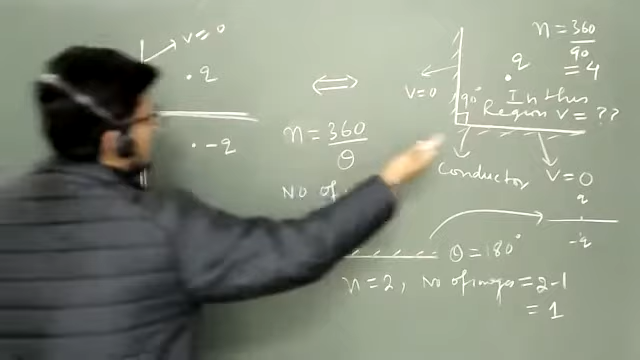 V=0
.q
.-q
n=360/θ
No of
V=0
90°
q
n=360/90
=4
In this
Region V=??
Conductor
V=0
q
-q
θ=180°
n=2, No of images=2-1
=1